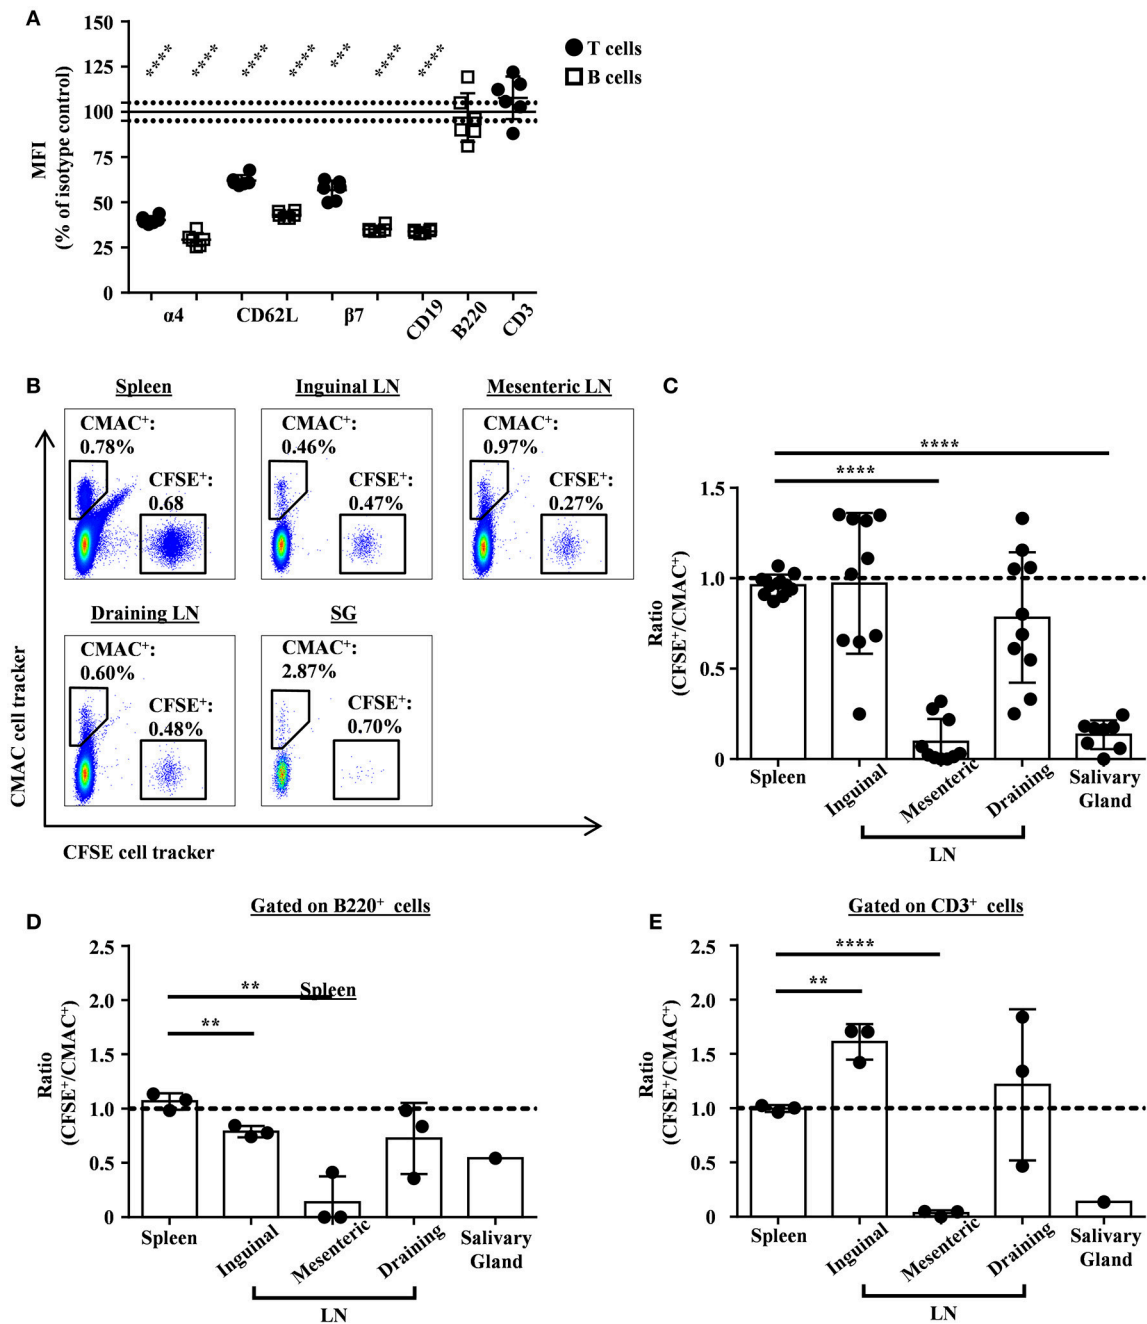 A
150
125
100
75
50
25
0
MFI
(% of isotype control)
**** **** **** **** *** **** ****
T cells
B cells
α4 CD62L β7 CD19 B220 CD3
B
Spleen Inguinal LN Mesenteric LN
CMAC⁺: CMAC⁺: CMAC⁺:
0.78% 0.46% 0.97%
CFSE⁺: CFSE⁺: CFSE⁺:
0.68 0.47% 0.27%
Draining LN SG
CMAC⁺: CMAC⁺:
0.60% 2.87%
CFSE⁺: CFSE⁺:
0.48% 0.70%
CMAC cell tracker
CFSE cell tracker
C
****
****
1.5
1.0
0.5
0
Ratio
(CFSE⁺/CMAC⁺)
Spleen Inguinal Mesenteric Draining Salivary
Gland
LN
D
Gated on B220⁺ cells
2.5
2.0
1.5
1.0
0.5
0
Ratio
(CFSE⁺/CMAC⁺)
** Spleen
**
Spleen Inguinal Mesenteric Draining Salivary
Gland
LN
E
Gated on CD3⁺ cells
2.5
2.0
1.5
1.0
0.5
0
Ratio
(CFSE⁺/CMAC⁺)
****
**
Spleen Inguinal Mesenteric Draining Salivary
Gland
LN